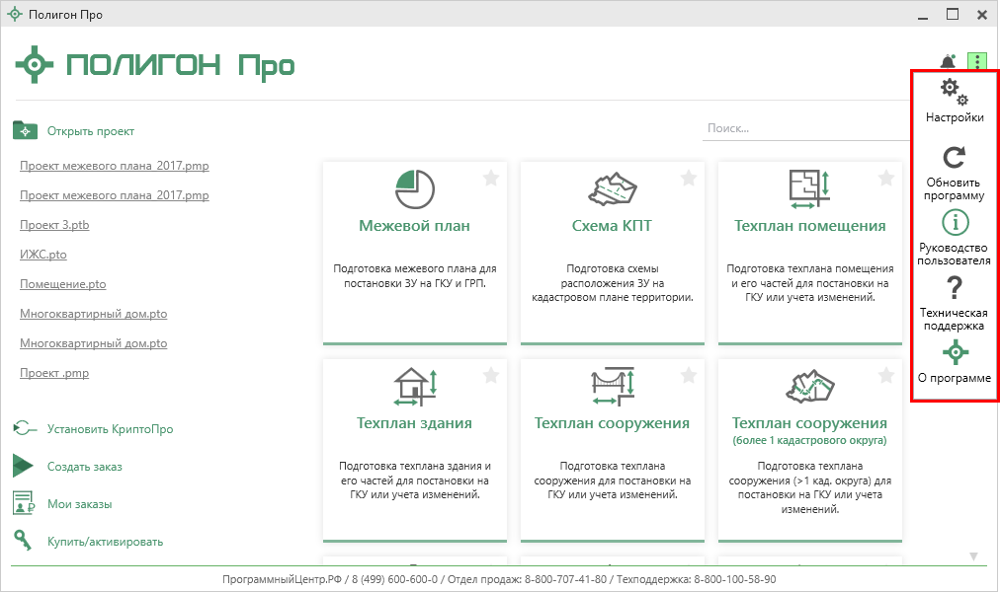 Полигон Про
ПОЛИГОН Про
Настройки
Обновить
программу
Руководство
пользователя
Техническая
поддержка
О программе
Открыть проект
Поиск...
Проект межевого плана_2017.pmp
Проект межевого плана_2017.pmp
Проект 3.ptb
ИЖС.pto
Помещение.pto
Многоквартирный дом.pto
Многоквартирный дом.pto
Проект .pmp
Установить КриптоПро
Создать заказ
Мои заказы
Купить/активировать
Межевой план
Подготовка межевого плана для
постановки ЗУ на ГКУ и ГРП.
Схема КПТ
Подготовка схемы
расположения ЗУ на
кадастровом плане территории.
Техплан помещения
Подготовка техплана помещения
и его частей для постановки на
ГКУ или учета изменений.
Техплан здания
Подготовка техплана здания и
его частей для постановки на
ГКУ или учета изменений.
Техплан сооружения
Подготовка техплана
сооружения для постановки на
ГКУ или учета изменений.
Техплан сооружения
(более 1 кадастрового округа)
Подготовка техплана
сооружения (>1 кад. округа) для
постановки на ГКУ или учета
изменений.
ПрограммныйЦентр.РФ / 8 (499) 600-600-0 / Отдел продаж: 8-800-707-41-80 / Техподдержка: 8-800-100-58-90